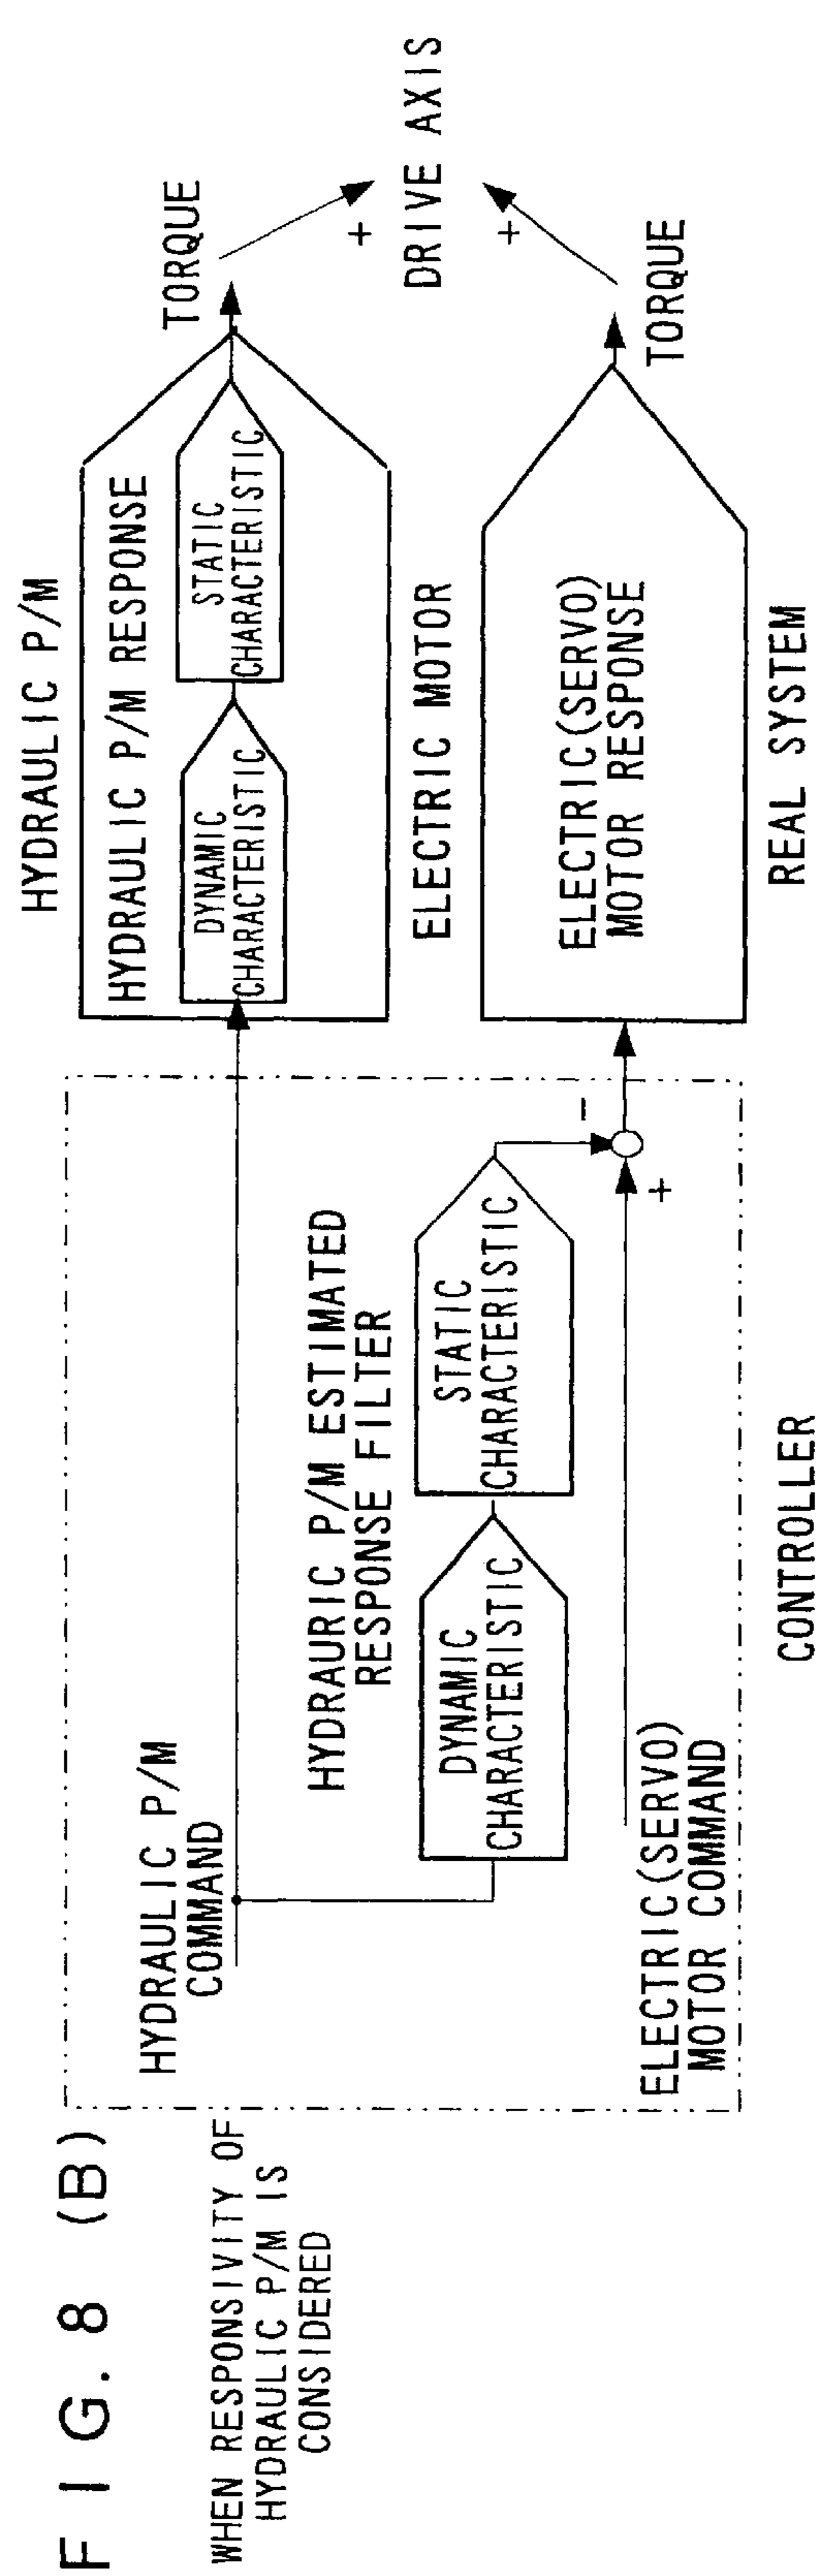 FIG. 8 (B)
WHEN RESPONSIVITY OF
HYDRAULIC P/M IS
CONSIDERED
HYDRAULIC P/M
COMMAND
HYDRAURIC P/M ESTIMATED
RESPONSE FILTER
DYNAMIC
CHARACTERISTIC
STATIC
CHARACTERISTIC
ELECTRIC(SERVO)
MOTOR COMMAND
+
−
CONTROLLER
HYDRAULIC P/M
HYDRAULIC P/M RESPONSE
DYNAMIC
CHARACTERISTIC
STATIC
CHARACTERISTIC
ELECTRIC MOTOR
ELECTRIC(SERVO)
MOTOR RESPONSE
REAL SYSTEM
TORQUE
+
DRIVE AXIS
+
TORQUE